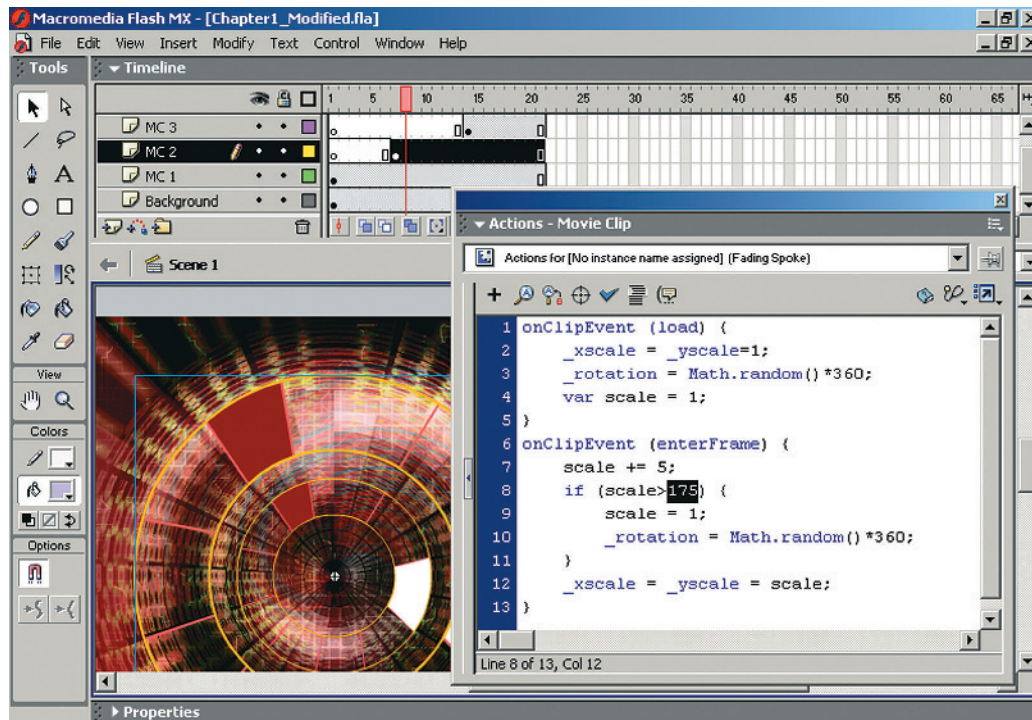 Macromedia Flash MX - [Chapter1_Modified.fla]
File Edit View Insert Modify Text Control Window Help
Tools
Timeline
1 5 10 15 20 25 30 35 40 45 50 55 60 65
MC 3
MC 2
MC 1
Background
Scene 1
View
Colors
Options
Actions - Movie Clip
Actions for [No instance name assigned] (Fading Spoke)
1 onClipEvent (load) {
2 _xscale = _yscale=1;
3 _rotation = Math.random()*360;
4 var scale = 1;
5 }
6 onClipEvent (enterFrame) {
7 scale += 5;
8 if (scale>175) {
9 scale = 1;
10 _rotation = Math.random()*360;
11 }
12 _xscale = _yscale = scale;
13 }
Line 8 of 13, Col 12
Properties